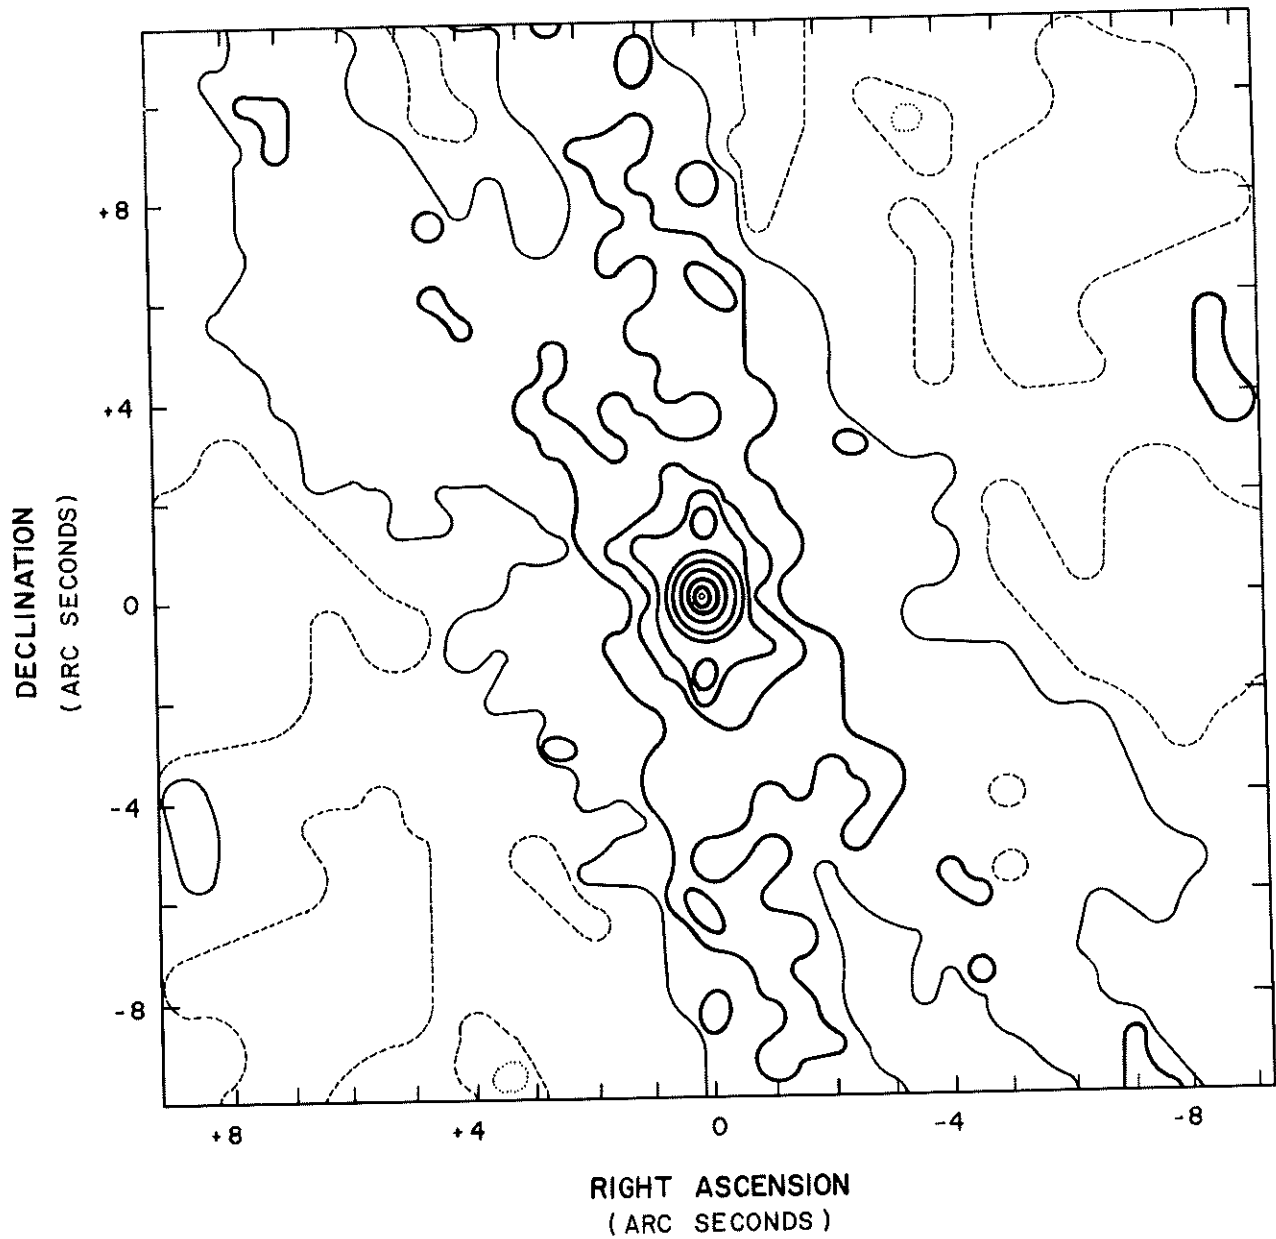 +8
+4
0
-4
-8
DECLINATION
(ARC SECONDS)
+8
+4
0
-4
-8
RIGHT ASCENSION
(ARC SECONDS)